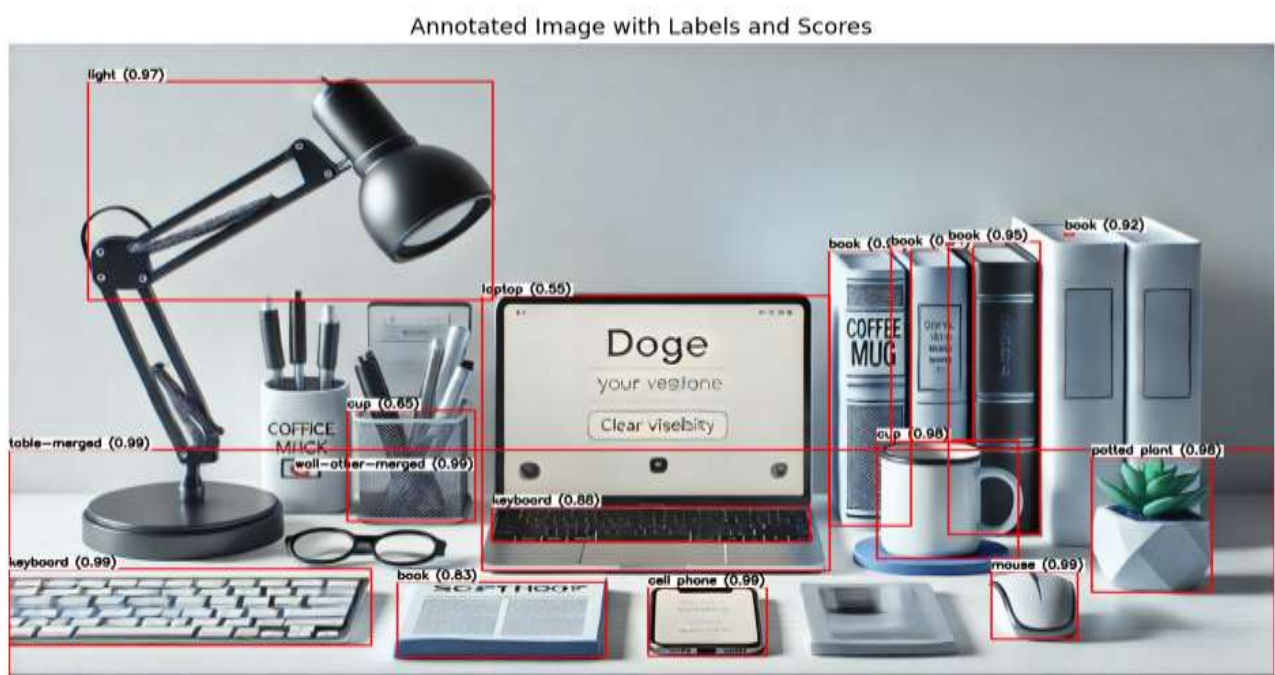 Annotated Image with Labels and Scores
light (0.97)
book (0.95)
book (0.92)
laptop (0.55)
Doge
your
Clear
COFFEE
MUG
cup (0.65)
COFFICE
MUCK
table-merged (0.99)
wall-other-merged (0.99)
cup (0.98)
potted plant (0.98)
keyboard (0.88)
keyboard (0.99)
book (0.83)
cell phone (0.99)
mouse (0.99)